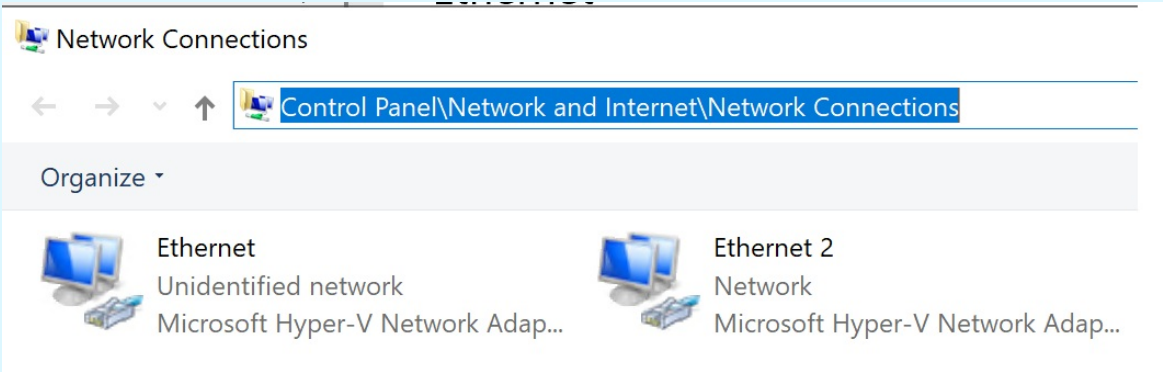 Network Connections
Control Panel\Network and Internet\Network Connections
Organize
Ethernet
Unidentified network
Microsoft Hyper-V Network Adap...
Ethernet 2
Network
Microsoft Hyper-V Network Adap...